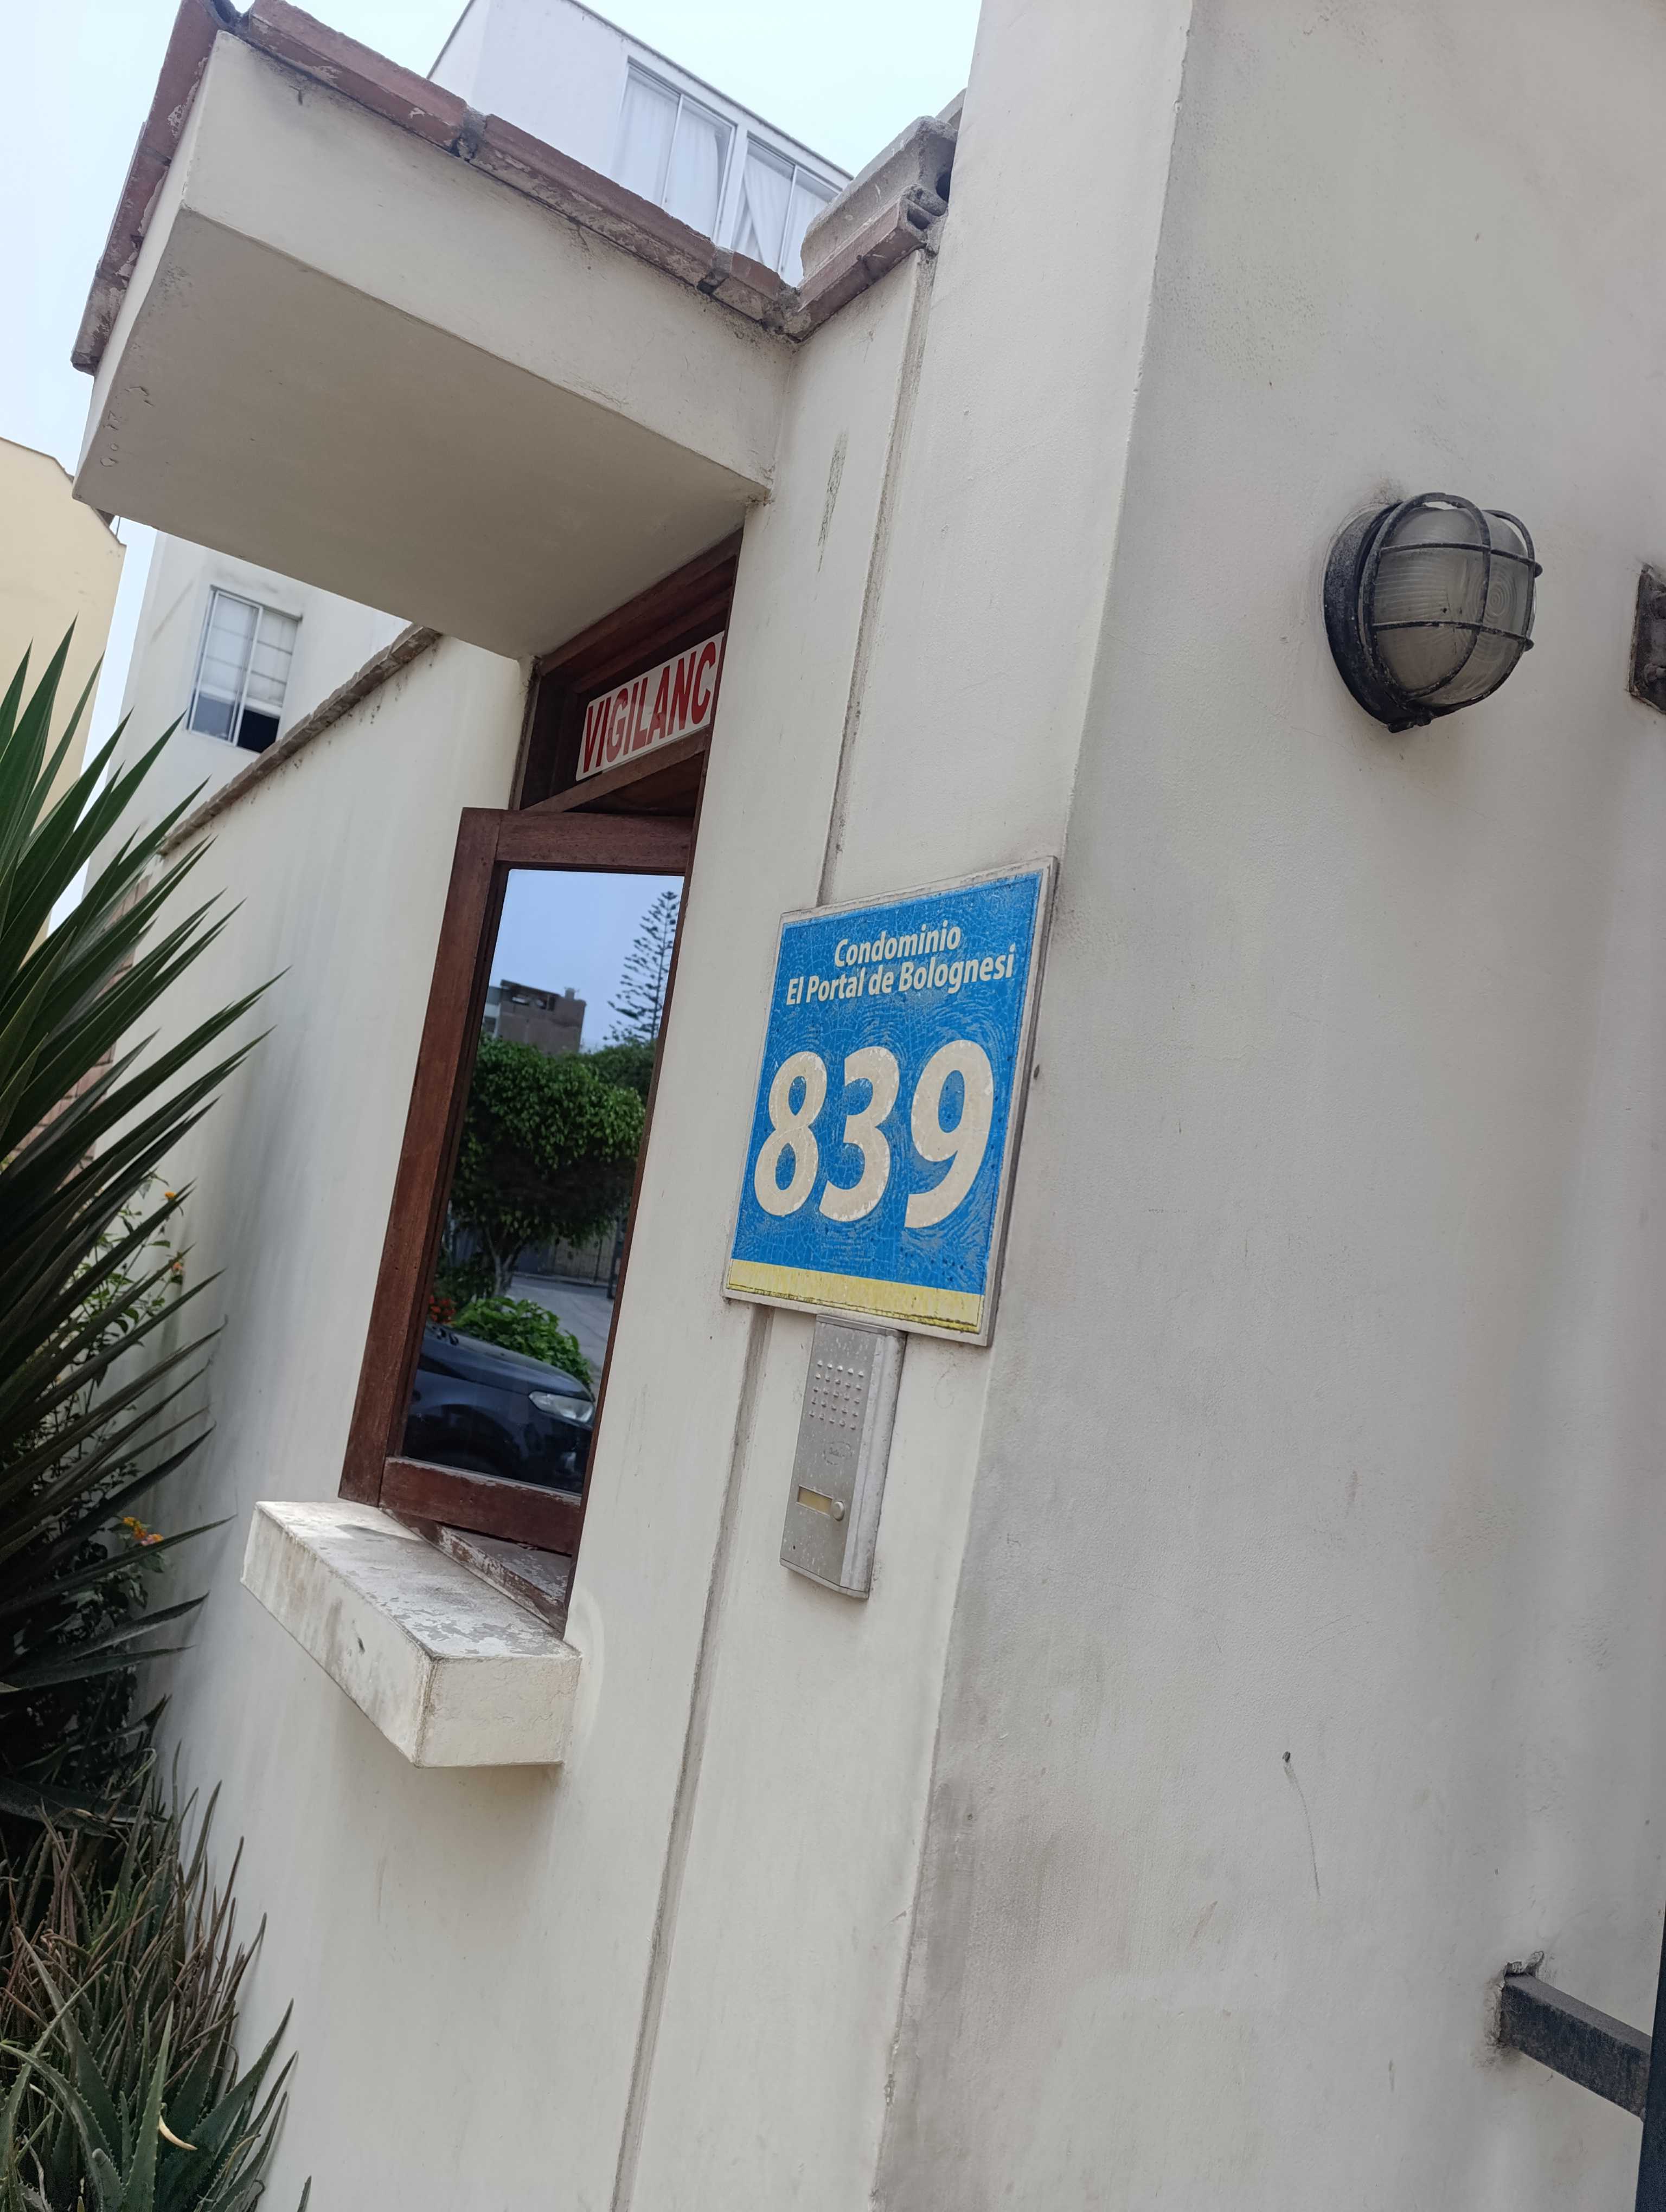 VIGILANC
Condominio
El Portal de Bolognesi
839